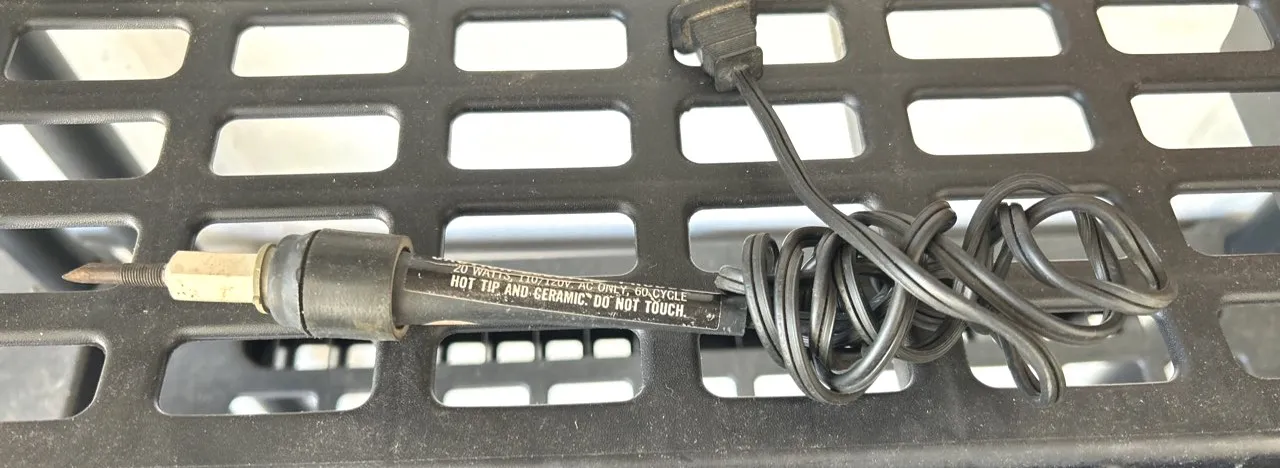 20 WATTS, 110/120V. AC ONLY, 60 CYCLE
HOT TIP AND CERAMIC. DO NOT TOUCH.